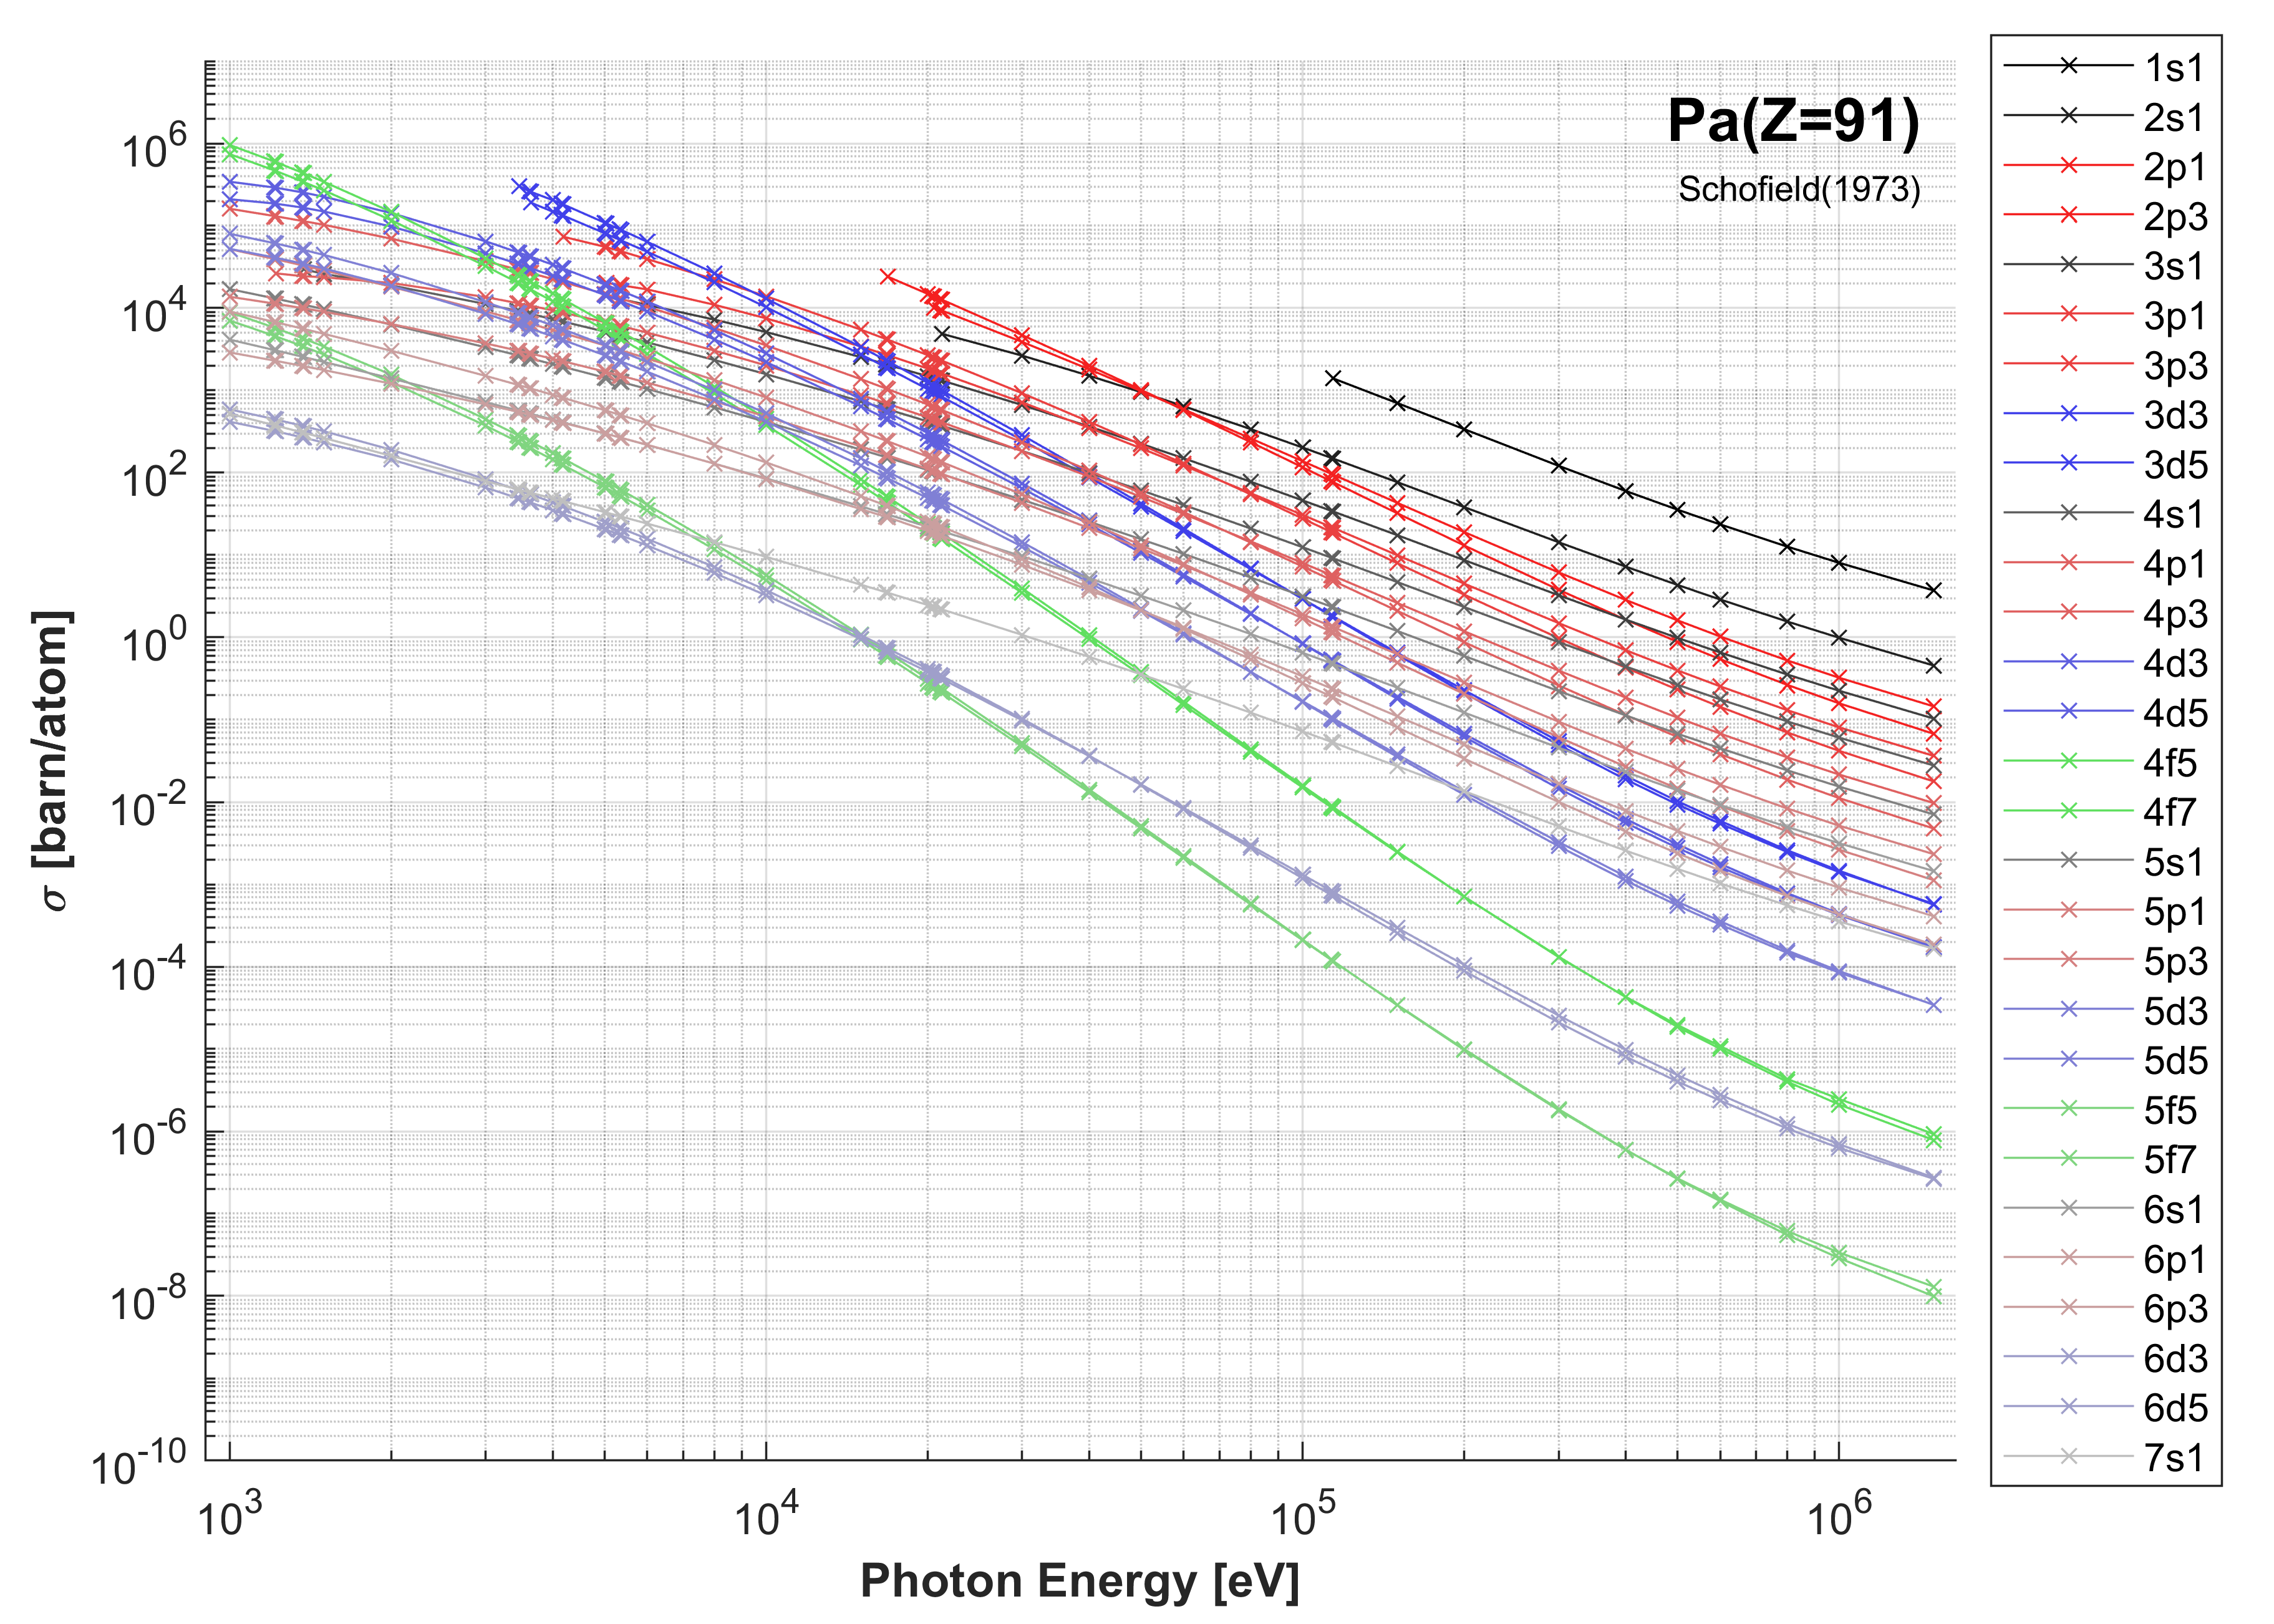 Pa(Z=91)
Schofield(1973)
σ [barn/atom]
10^6
10^4
10^2
10^0
10^-2
10^-4
10^-6
10^-8
10^-10
10^3
10^4
10^5
10^6
Photon Energy [eV]
1s1
2s1
2p1
2p3
3s1
3p1
3p3
3d3
3d5
4s1
4p1
4p3
4d3
4d5
4f5
4f7
5s1
5p1
5p3
5d3
5d5
5f5
5f7
6s1
6p1
6p3
6d3
6d5
7s1